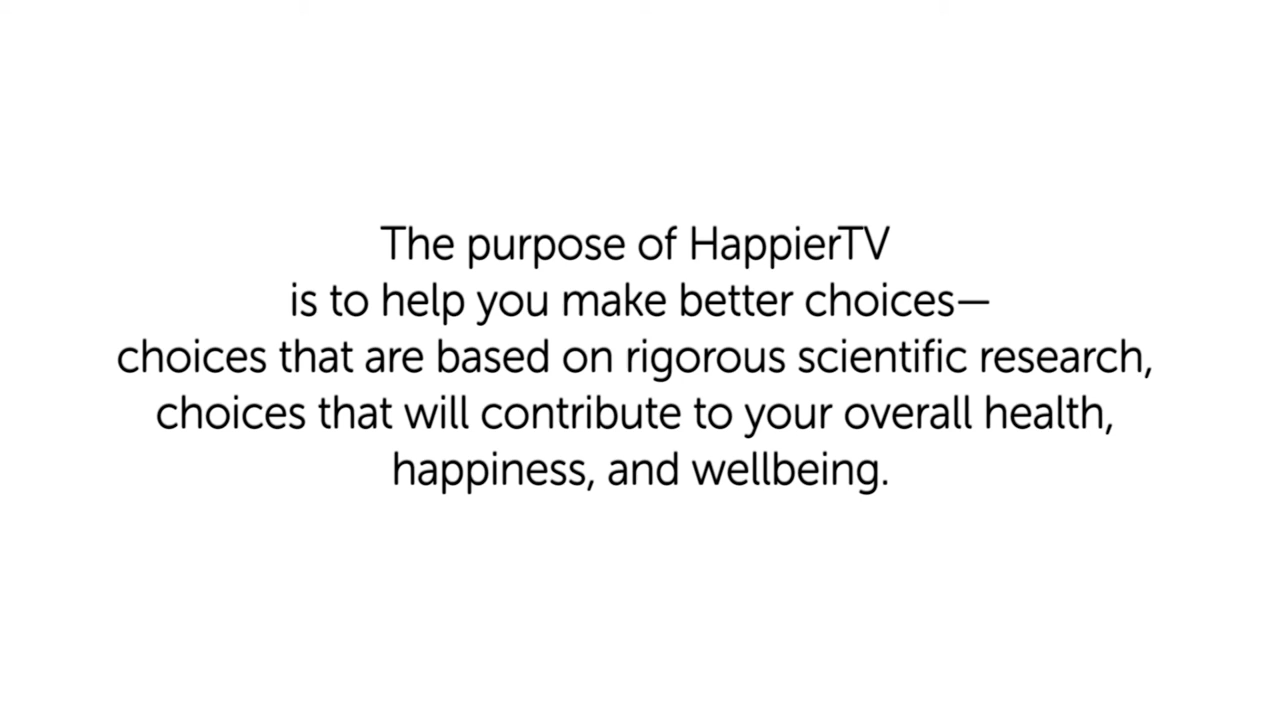 The purpose of HappierTV
is to help you make better choices—
choices that are based on rigorous scientific research,
choices that will contribute to your overall health,
happiness, and wellbeing.